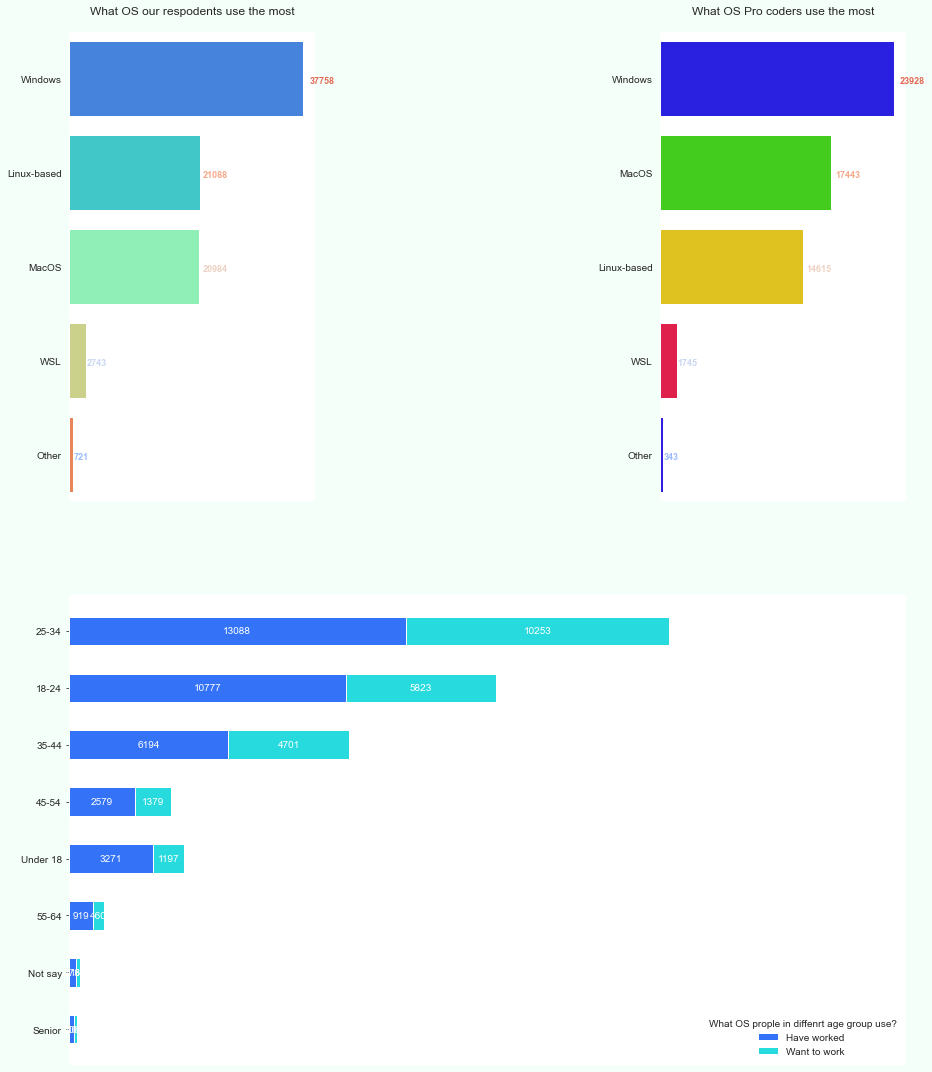 What OS our respodents use the most
Windows 37758
Linux-based 21088
MacOS 20984
WSL 2743
Other 721
What OS Pro coders use the most
Windows 23928
MacOS 17443
Linux-based 14615
WSL 1745
Other 343
25-34 13088 10253
18-24 10777 5823
35-44 6194 4701
45-54 2579 1379
Under 18 3271 1197
55-64 919 460
Not say
Senior
What OS prople in diffenrt age group use?
Have worked
Want to work